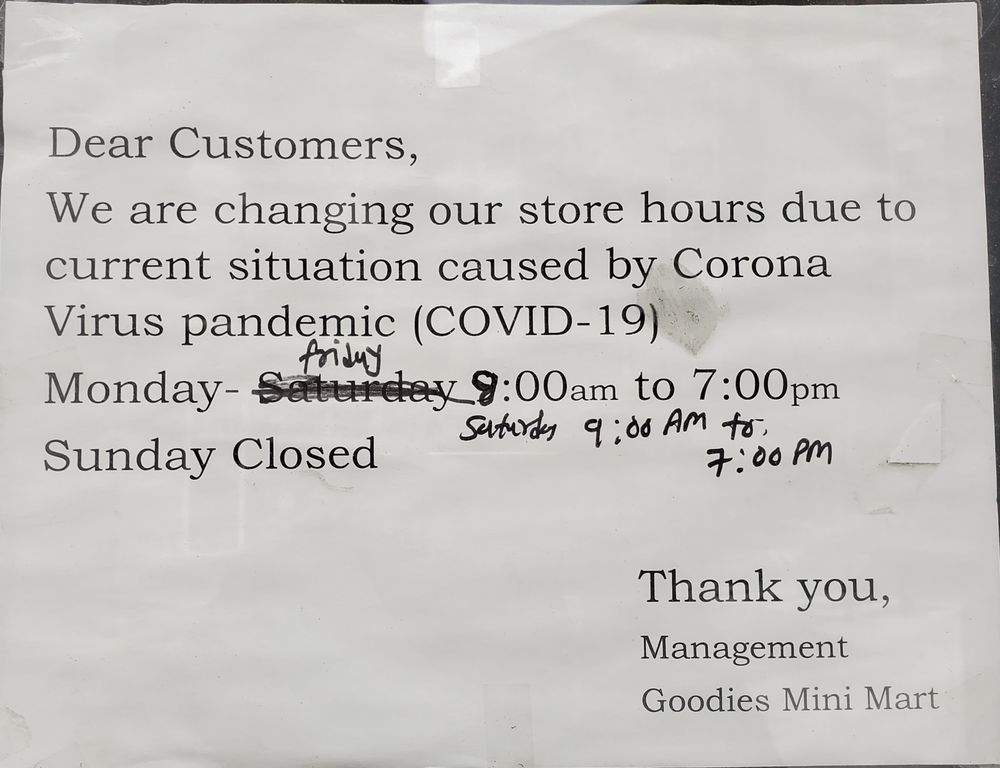 Dear Customers,
We are changing our store hours due to
current situation caused by Corona
Virus pandemic (COVID-19)
friday
Monday- Saturday 8:00am to 7:00pm
Saturday 9:00 AM to
7:00 PM
Sunday Closed
Thank you,
Management
Goodies Mini Mart